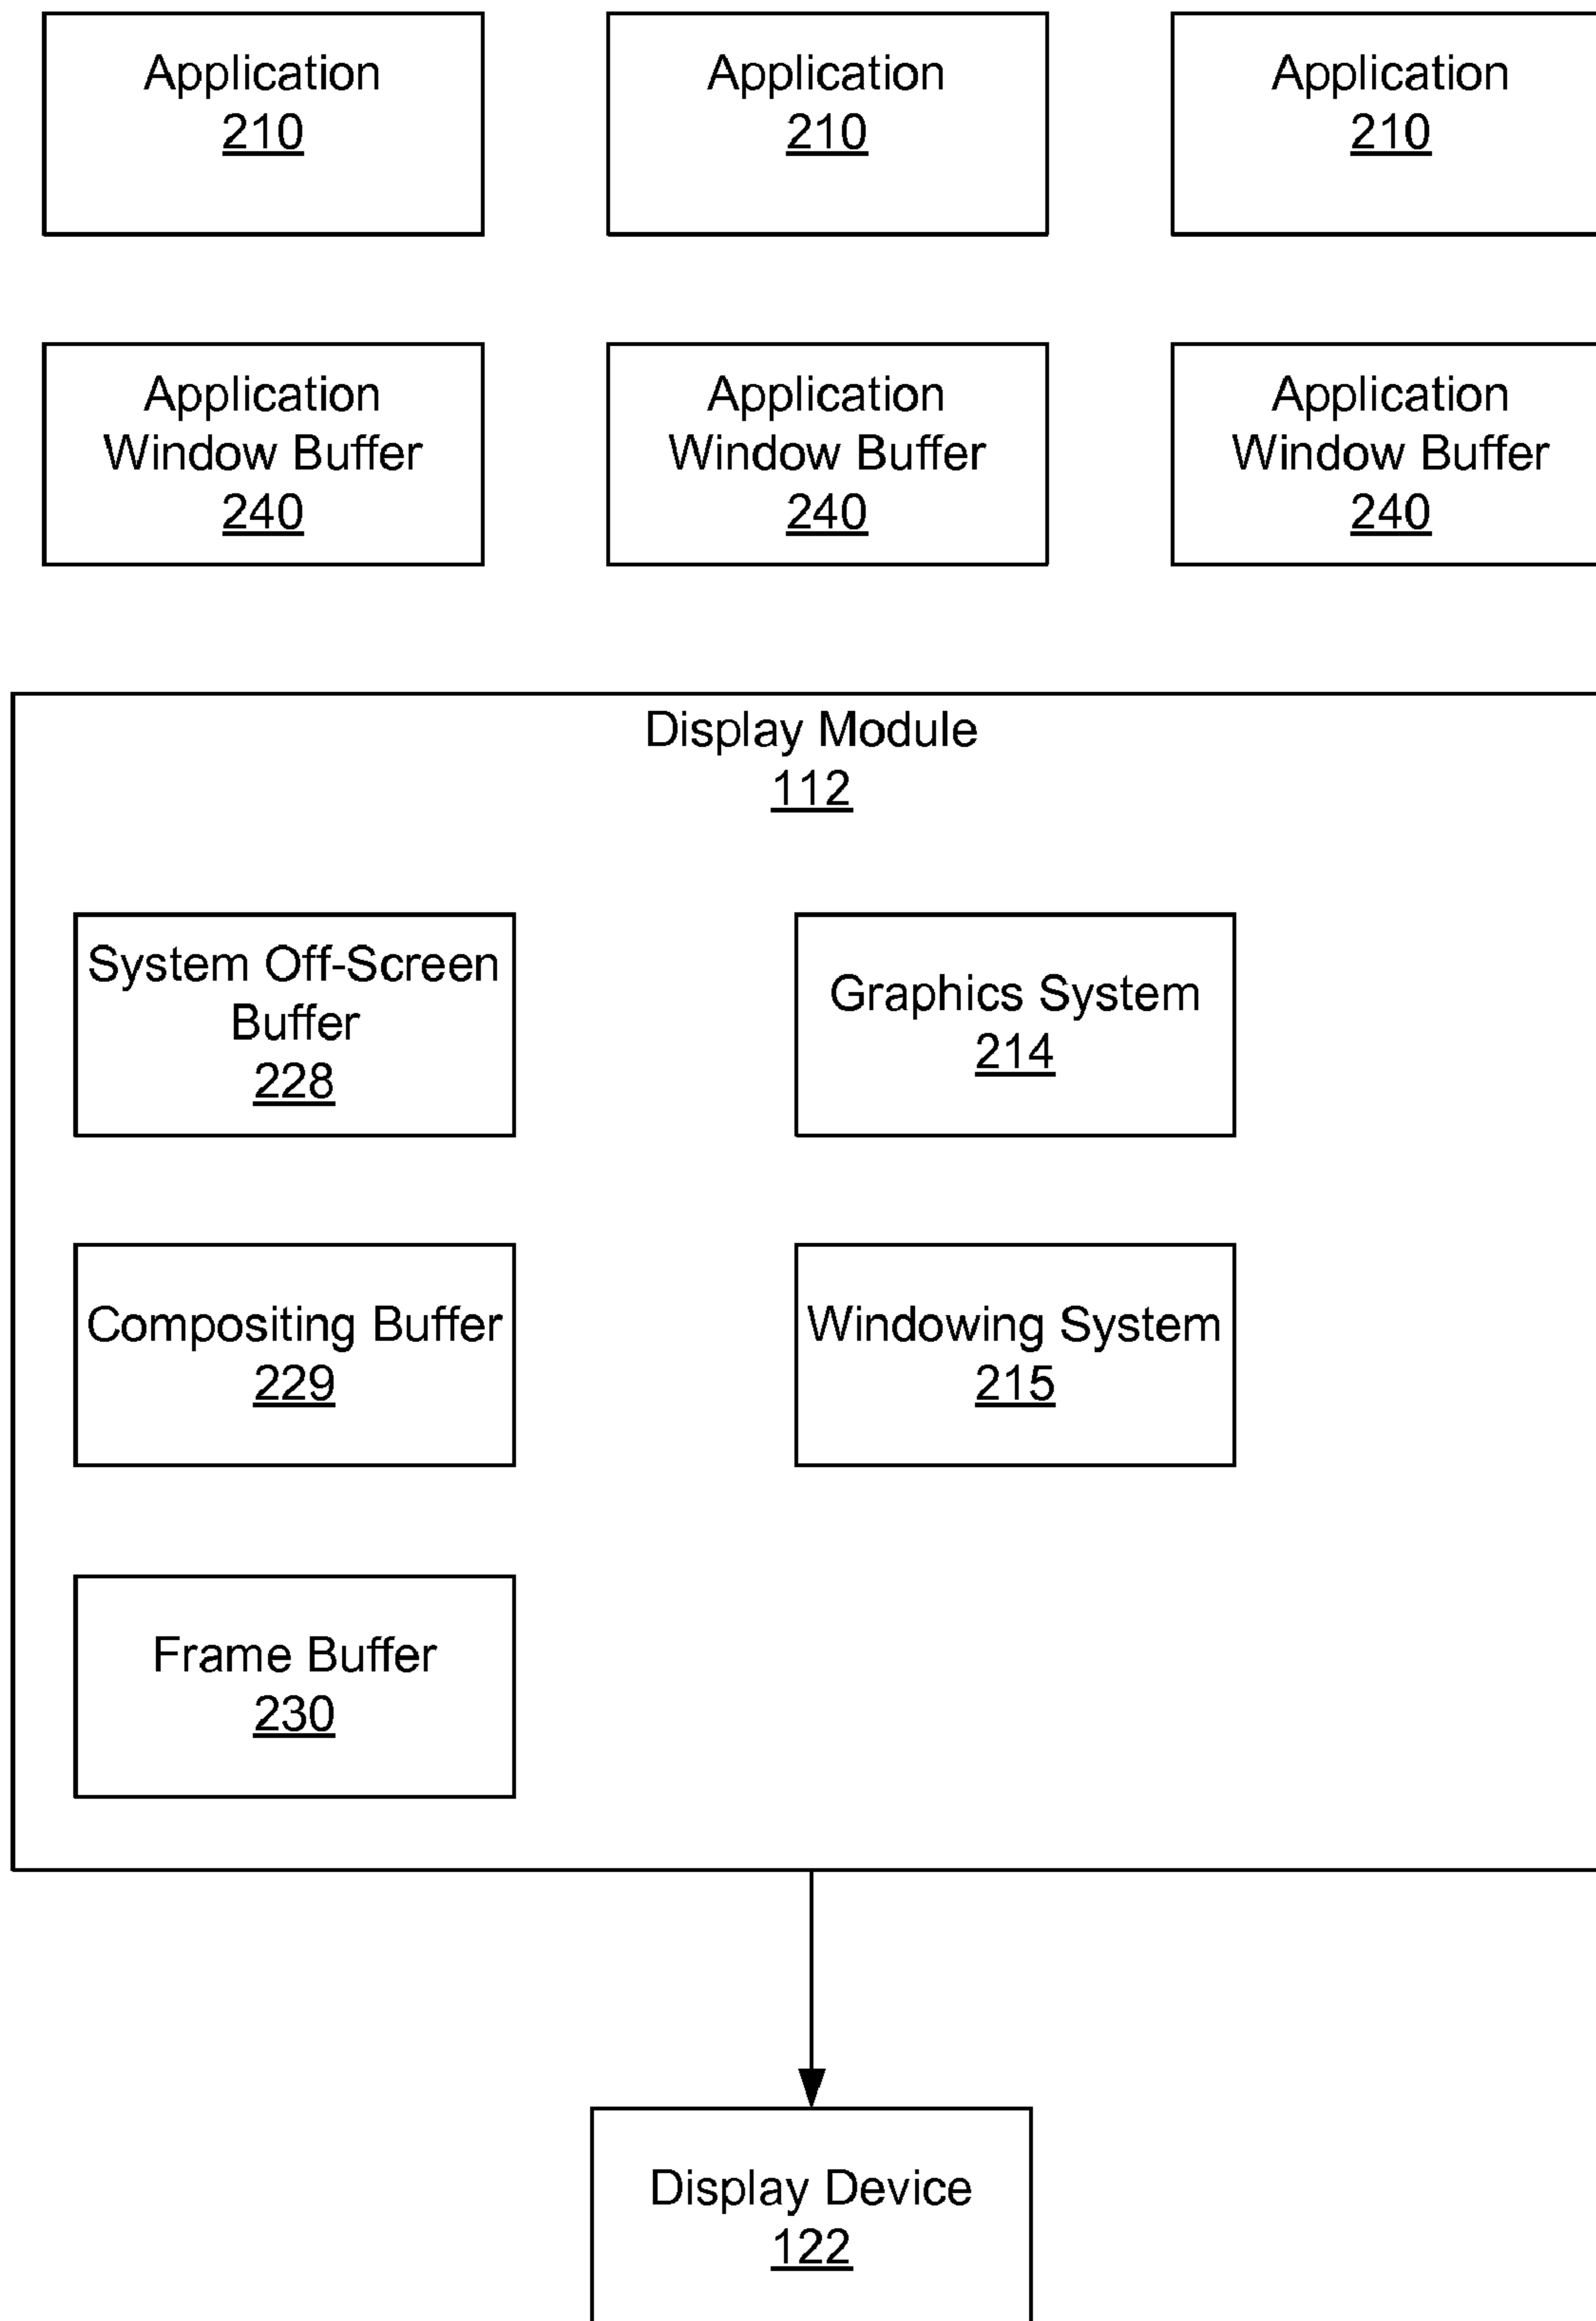 Application
210
Application
210
Application
210
Application
Window Buffer
240
Application
Window Buffer
240
Application
Window Buffer
240
Display Module
112
System Off-Screen
Buffer
228
Graphics System
214
Compositing Buffer
229
Windowing System
215
Frame Buffer
230
Display Device
122